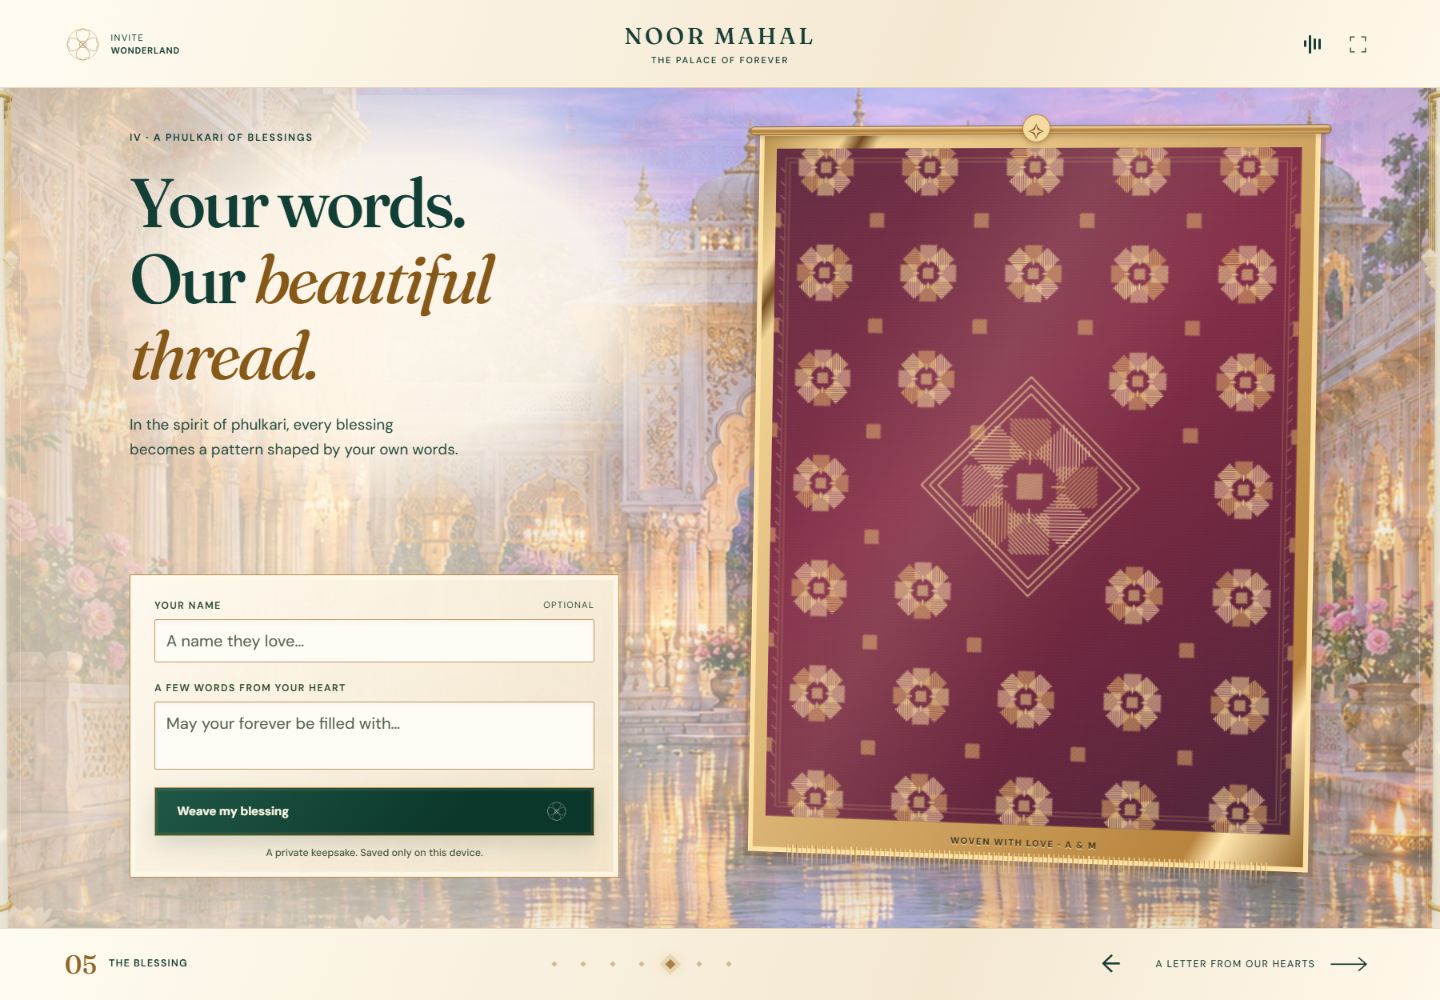 INVITE
WONDERLAND
NOOR MAHAL
THE PALACE OF FOREVER
IV · A PHULKARI OF BLESSINGS
Your words.
Our beautiful
thread.
In the spirit of phulkari, every blessing
becomes a pattern shaped by your own words.
YOUR NAME
OPTIONAL
A name they love...
A FEW WORDS FROM YOUR HEART
May your forever be filled with...
Weave my blessing
A private keepsake. Saved only on this device.
WOVEN WITH LOVE · A & M
05 THE BLESSING
A LETTER FROM OUR HEARTS